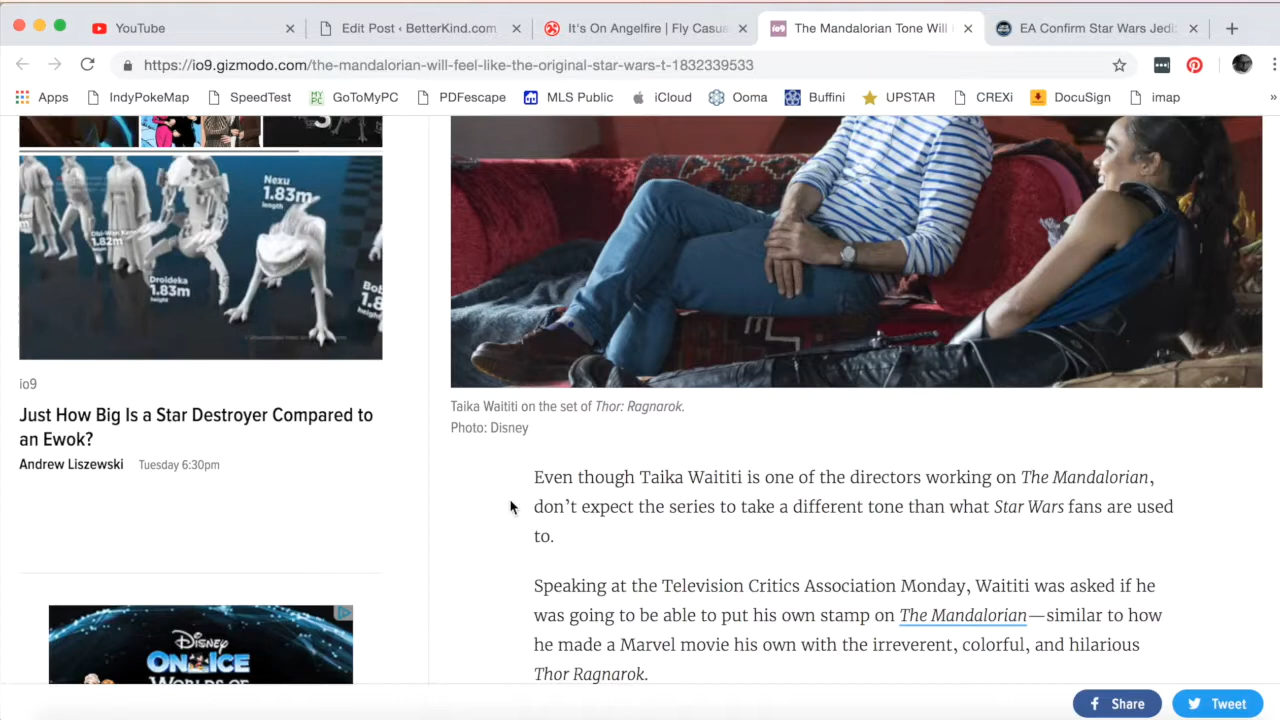 YouTube
Edit Post ‹ BetterKind.com
It's On Angelfire | Fly Casua
The Mandalorian Tone Will
EA Confirm Star Wars Jedi:
https://io9.gizmodo.com/the-mandalorian-will-feel-like-the-original-star-wars-t-1832339533
Apps
IndyPokeMap
SpeedTest
GoToMyPC
PDFescape
MLS Public
iCloud
Ooma
Buffini
UPSTAR
CREXi
DocuSign
imap
»
Nexu
1.83m
length
1.82m
Droideka
1.83m
height
io9
Just How Big Is a Star Destroyer Compared to
an Ewok?
Andrew Liszewski Tuesday 6:30pm
DISNEY
ON ICE
WORLDS OF
Taika Waititi on the set of Thor: Ragnarok.
Photo: Disney
Even though Taika Waititi is one of the directors working on The Mandalorian,
don’t expect the series to take a different tone than what Star Wars fans are used
to.
Speaking at the Television Critics Association Monday, Waititi was asked if he
was going to be able to put his own stamp on The Mandalorian—similar to how
he made a Marvel movie his own with the irreverent, colorful, and hilarious
Thor Ragnarok.
Share
Tweet